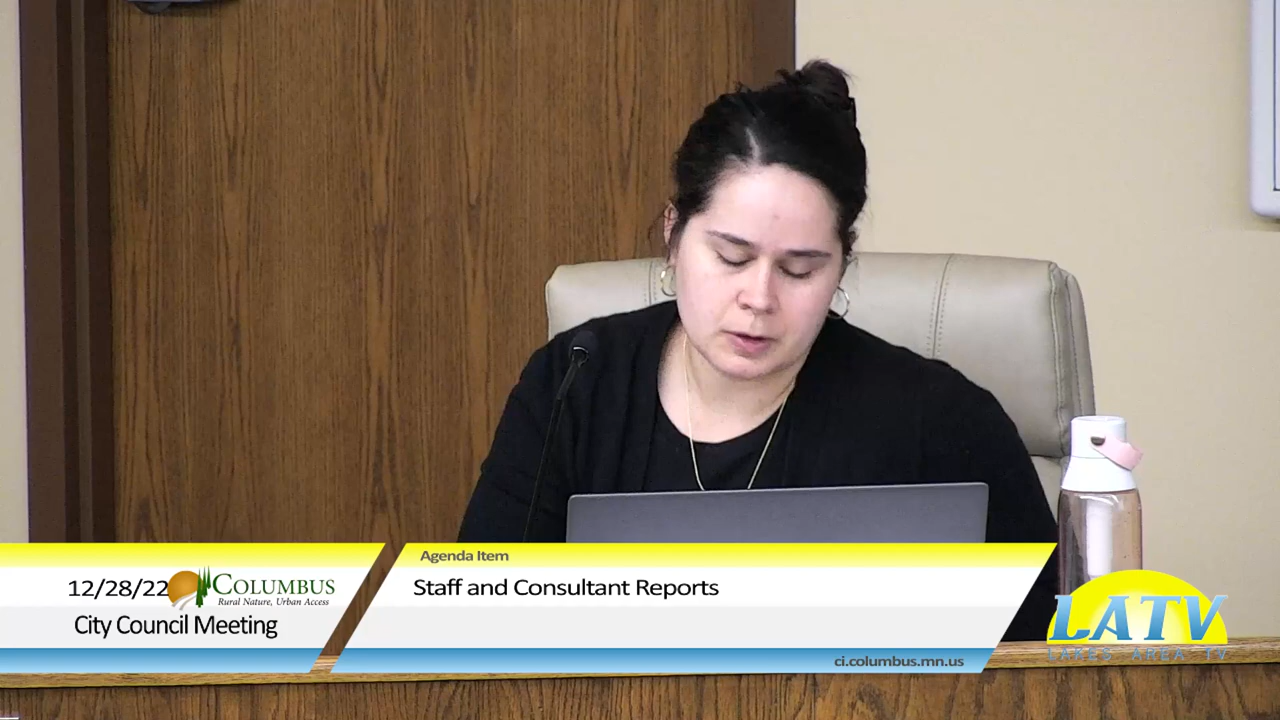 Agenda Item
12/28/22
COLUMBUS
Rural Nature, Urban Access
Staff and Consultant Reports
City Council Meeting
ci.columbus.mn.us
LATV
LAKES AREA TV